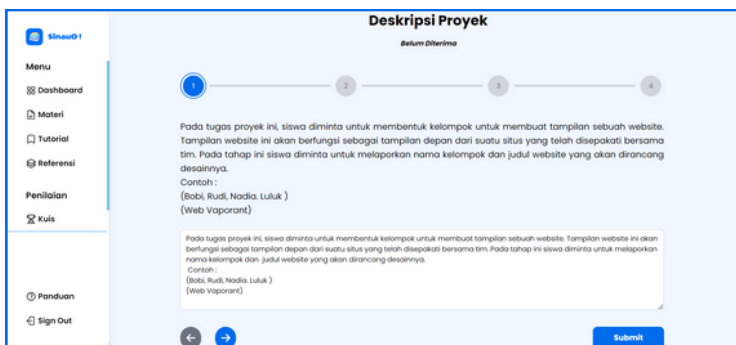 SinauO !
Menu
Dashboard
Materi
Tutorial
Referensi
Penilaian
Kuis
Panduan
Sign Out
Deskripsi Proyek
Belum Diterima
1
2
3
4
Pada tugas proyek ini, siswa diminta untuk membentuk kelompok untuk membuat tampilan sebuah website.
Tampilan website ini akan berfungsi sebagai tampilan depan dari suatu situs yang telah disepakati bersama
tim. Pada tahap ini siswa diminta untuk melaporkan nama kelompok dan judul website yang akan dirancang
desainnya.
Contoh :
(Bobi, Rudi, Nadia. Luluk )
(Web Vaporant)
Pada tugas proyek ini, siswa diminta untuk membentuk kelompok untuk membuat tampilan sebuah website. Tampilan website ini akan
berfungsi sebagai tampilan depan dari suatu situs yang telah disepakati bersama tim. Pada tahap ini siswa diminta untuk melaporkan
nama kelompok dan judul website yang akan dirancang desainnya.
Contoh :
(Bobi, Rudi, Nadia. Luluk )
(Web Vaporant)
Submit